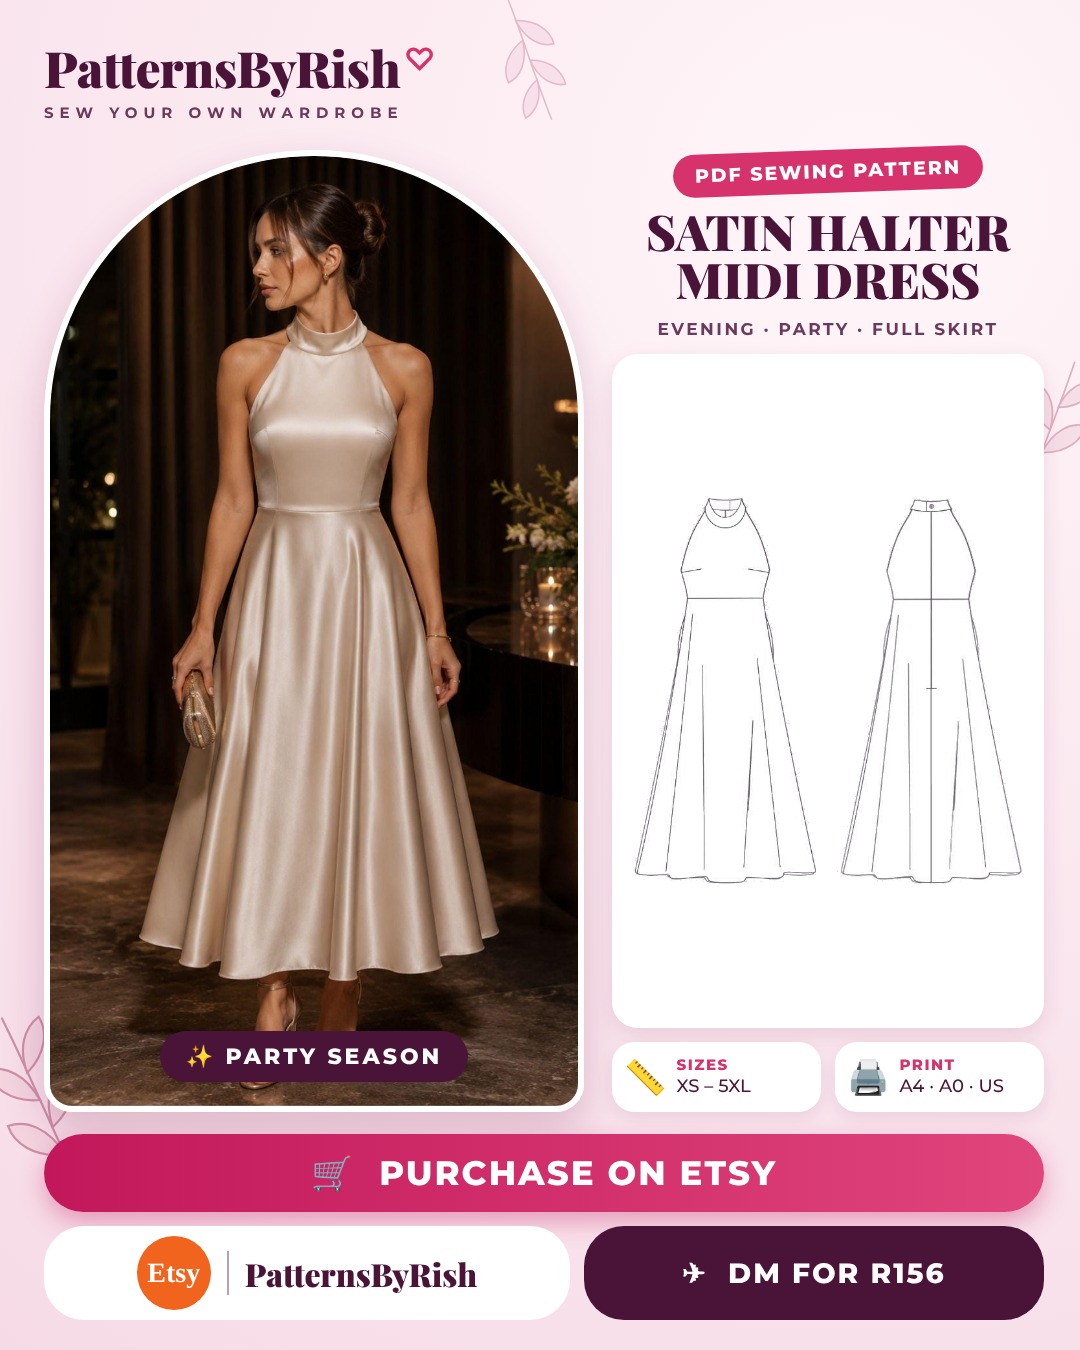 PatternsByRish
SEW YOUR OWN WARDROBE
PDF SEWING PATTERN
SATIN HALTER
MIDI DRESS
EVENING · PARTY · FULL SKIRT
✨ PARTY SEASON
SIZES
XS – 5XL
PRINT
A4 · A0 · US
PURCHASE ON ETSY
Etsy | PatternsByRish
✈ DM FOR R156